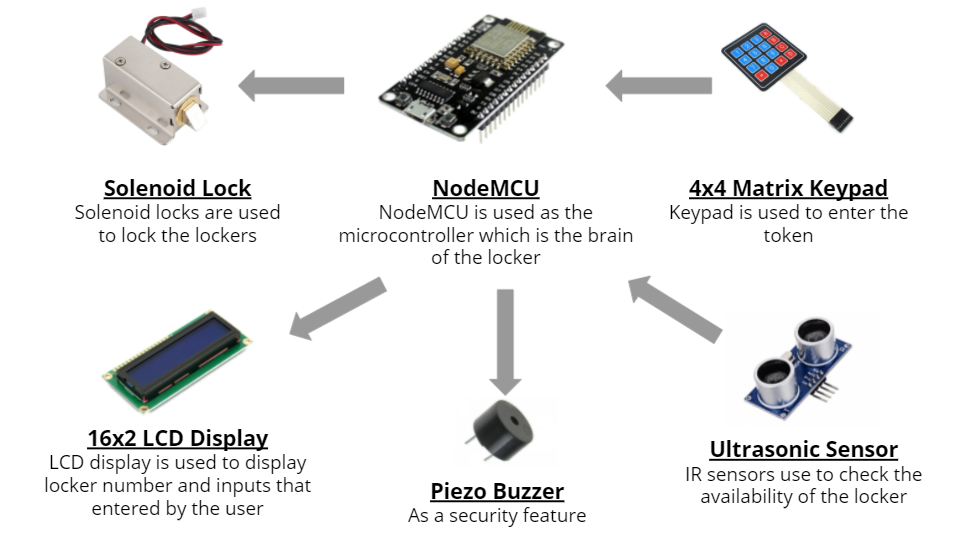 Solenoid Lock
Solenoid locks are used
to lock the lockers
NodeMCU
NodeMCU is used as the
microcontroller which is the brain
of the locker
4x4 Matrix Keypad
Keypad is used to enter the
token
16x2 LCD Display
LCD display is used to display
locker number and inputs that
entered by the user
Piezo Buzzer
As a security feature
Ultrasonic Sensor
IR sensors use to check the
availability of the locker